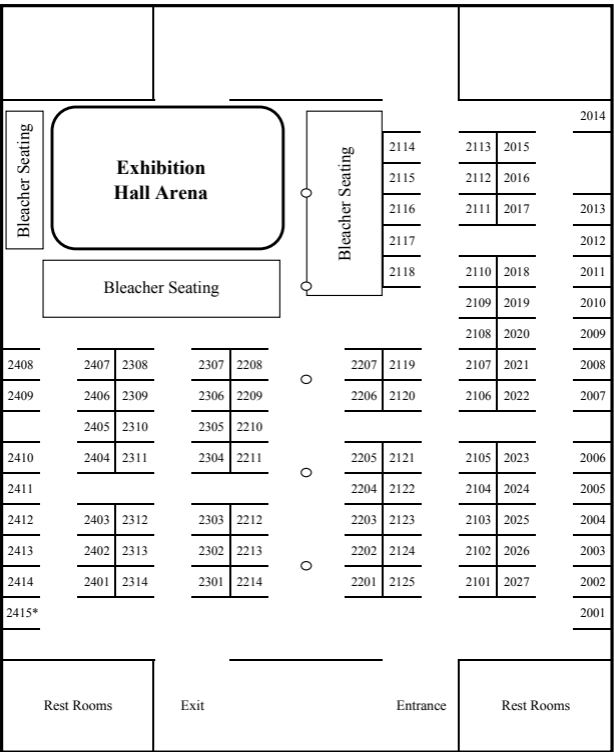 2014
Bleacher Seating
Exhibition
Hall Arena
Bleacher Seating
2114 2113 2015
2115 2112 2016
2116 2111 2017 2013
2117 2012
2118 2110 2018 2011
Bleacher Seating
2109 2019 2010
2108 2020 2009
2408 2407 2308 2307 2208 2207 2119 2107 2021 2008
2409 2406 2309 2306 2209 2206 2120 2106 2022 2007
2405 2310 2305 2210
2410 2404 2311 2304 2211 2205 2121 2105 2023 2006
2411 2204 2122 2104 2024 2005
2412 2403 2312 2303 2212 2203 2123 2103 2025 2004
2413 2402 2313 2302 2213 2202 2124 2102 2026 2003
2414 2401 2314 2301 2214 2201 2125 2101 2027 2002
2415* 2001
Rest Rooms Exit Entrance Rest Rooms